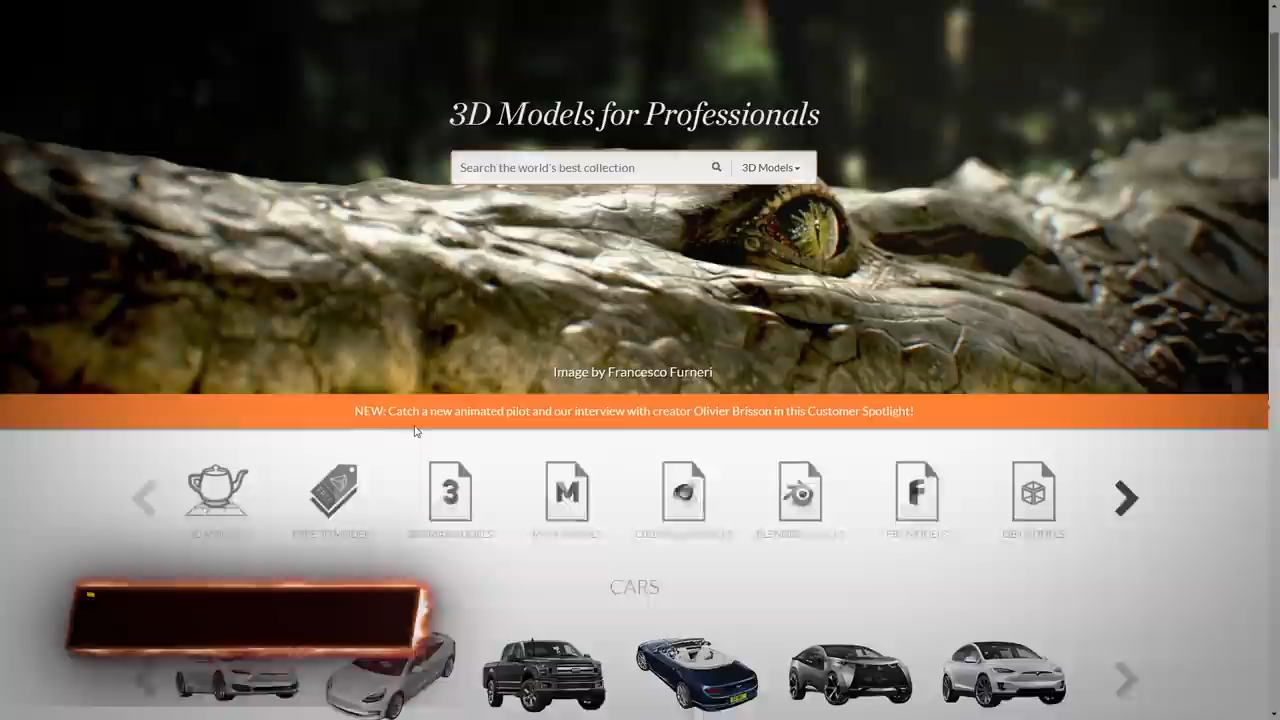 3D Models for Professionals
Search the world's best collection
3D Models
Image by Francesco Furneri
NEW: Catch a new animated pilot and our interview with creator Olivier Brisson in this Customer Spotlight!
3
M
F
CARS